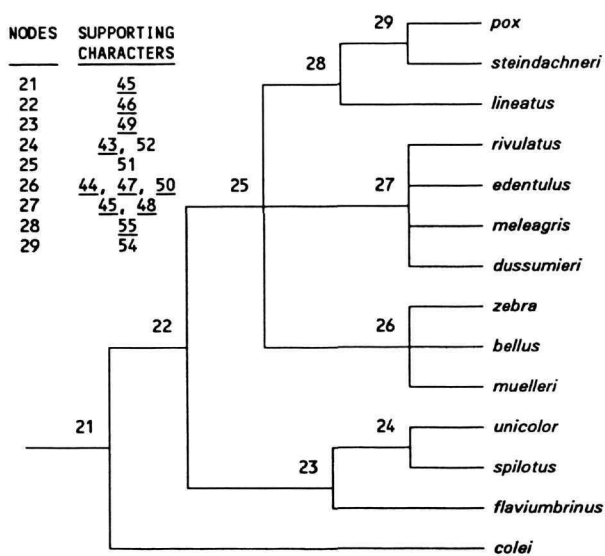 NODES SUPPORTING
CHARACTERS
21 45
22 46
23 49
24 43, 52
25 51
26 44, 47, 50
27 45, 48
28 55
29 54
29
28
25
27
22
26
21
24
23
pox
steindachneri
lineatus
rivulatus
edentulus
meleagris
dussumieri
zebra
bellus
muelleri
unicolor
spilotus
flaviumbrinus
colei